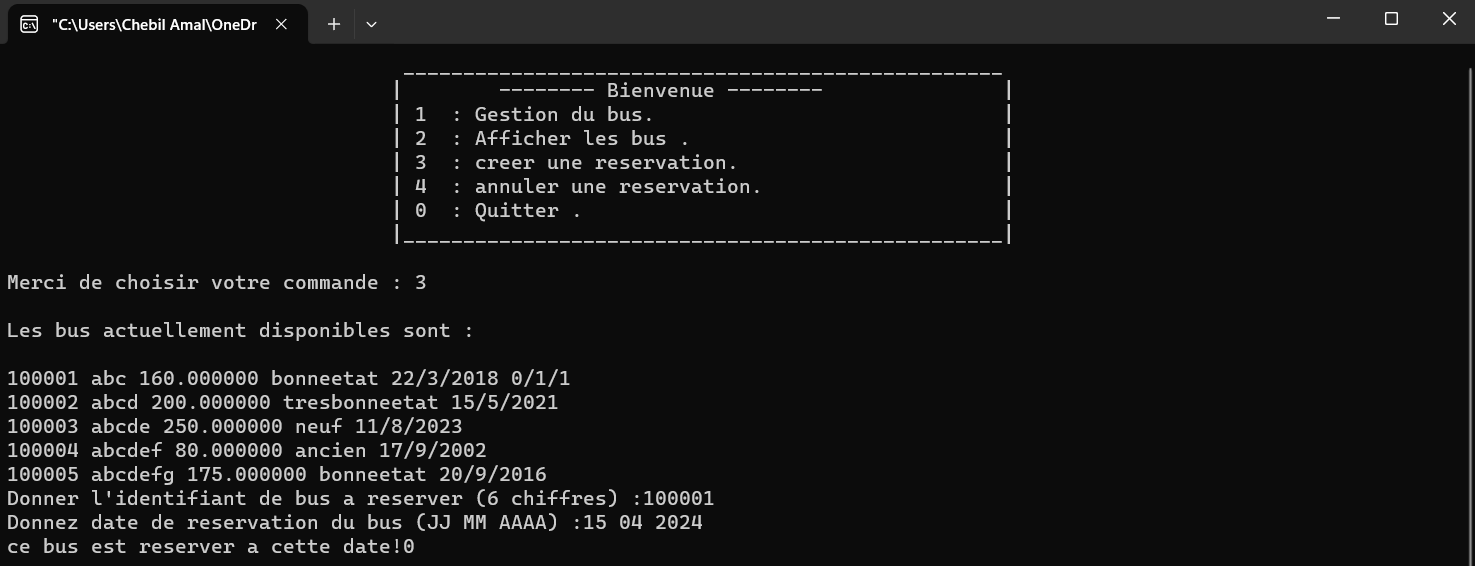 "C:\Users\Chebil Amal\OneDr
-------- Bienvenue --------
1 : Gestion du bus.
2 : Afficher les bus .
3 : creer une reservation.
4 : annuler une reservation.
0 : Quitter .
Merci de choisir votre commande : 3
Les bus actuellement disponibles sont :
100001 abc 160.000000 bonneetat 22/3/2018 0/1/1
100002 abcd 200.000000 tresbonneetat 15/5/2021
100003 abcde 250.000000 neuf 11/8/2023
100004 abcdef 80.000000 ancien 17/9/2002
100005 abcdefg 175.000000 bonneetat 20/9/2016
Donner l'identifiant de bus a reserver (6 chiffres) :100001
Donnez date de reservation du bus (JJ MM AAAA) :15 04 2024
ce bus est reserver a cette date!0